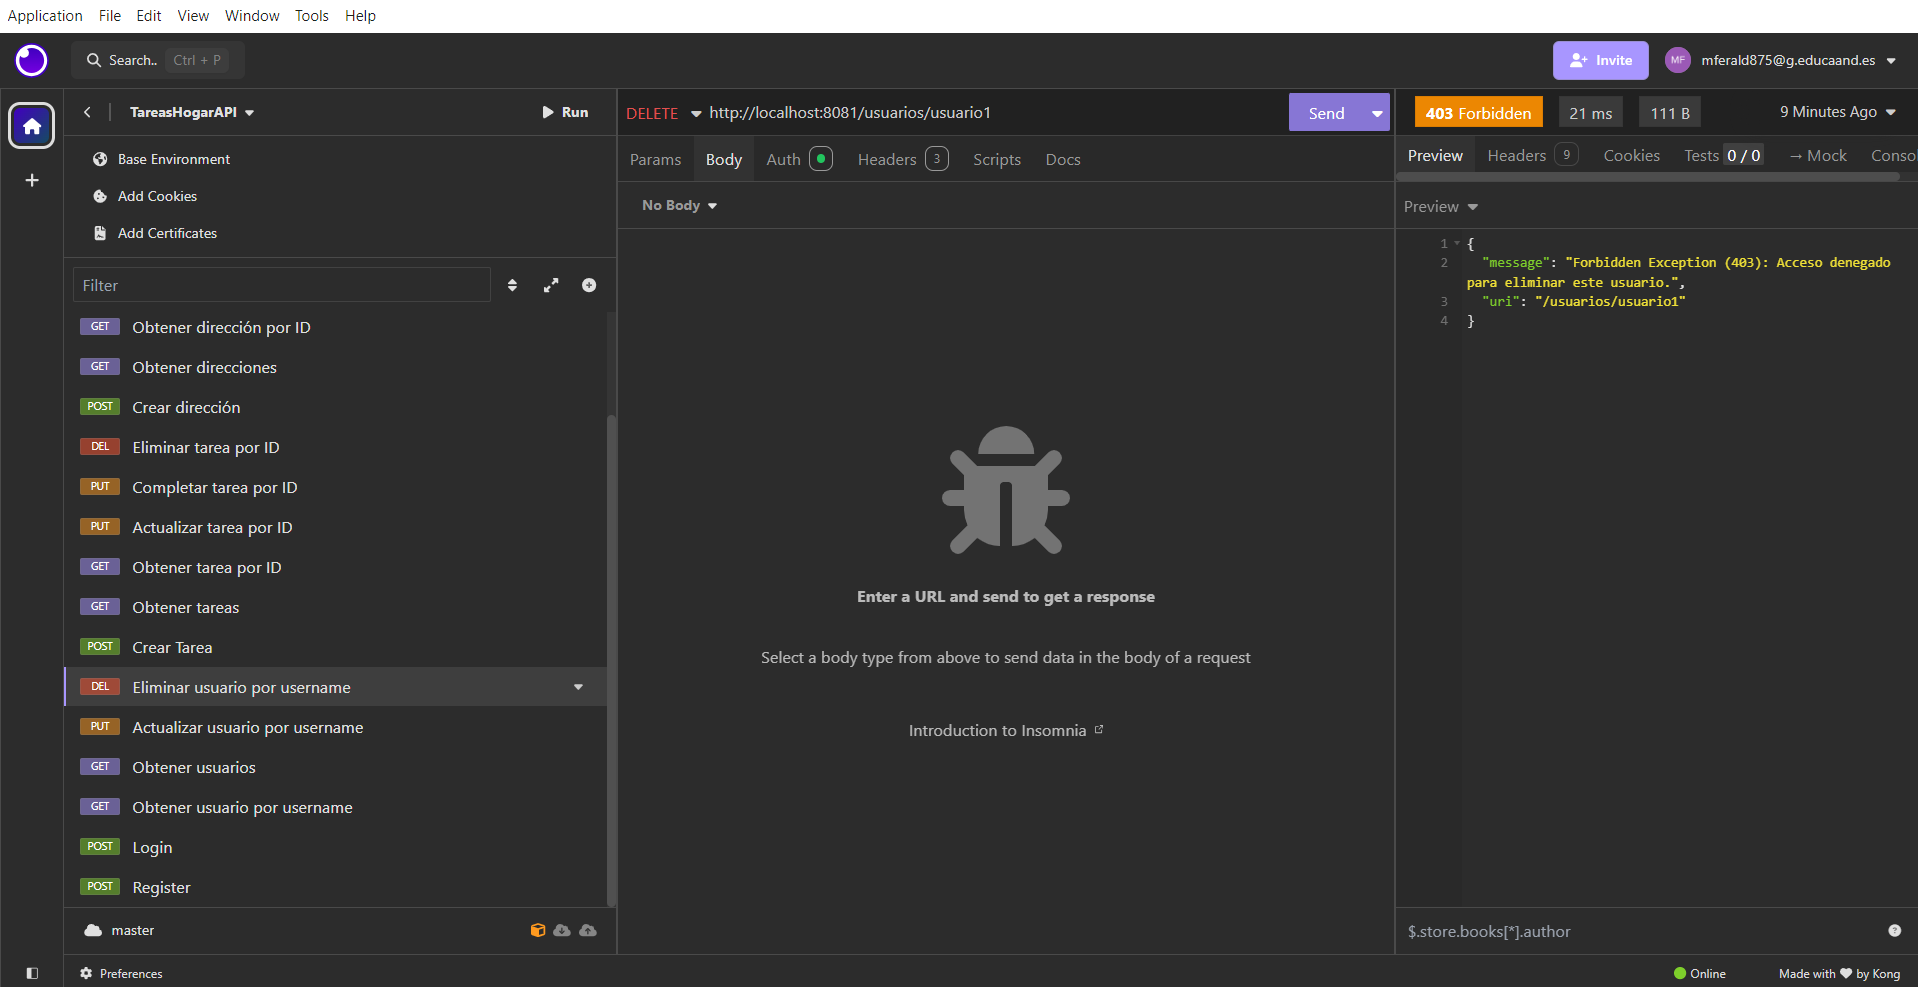 Application File Edit View Window Tools Help
Search.. Ctrl + P
Invite
MF mferald875@g.educaand.es
TareasHogarAPI
Run
Base Environment
Add Cookies
Add Certificates
Filter
GET Obtener dirección por ID
GET Obtener direcciones
POST Crear dirección
DEL Eliminar tarea por ID
PUT Completar tarea por ID
PUT Actualizar tarea por ID
GET Obtener tarea por ID
GET Obtener tareas
POST Crear Tarea
DEL Eliminar usuario por username
PUT Actualizar usuario por username
GET Obtener usuarios
GET Obtener usuario por username
POST Login
POST Register
master
Preferences
DELETE http://localhost:8081/usuarios/usuario1
Send
Params Body Auth Headers 3 Scripts Docs
No Body
Enter a URL and send to get a response
Select a body type from above to send data in the body of a request
Introduction to Insomnia
403 Forbidden 21 ms 111 B 9 Minutes Ago
Preview Headers 9 Cookies Tests 0 / 0 → Mock Conso
Preview
1 {
2 "message": "Forbidden Exception (403): Acceso denegado
para eliminar este usuario.",
3 "uri": "/usuarios/usuario1"
4 }
$.store.books[*].author
Online
Made with ❤ by Kong